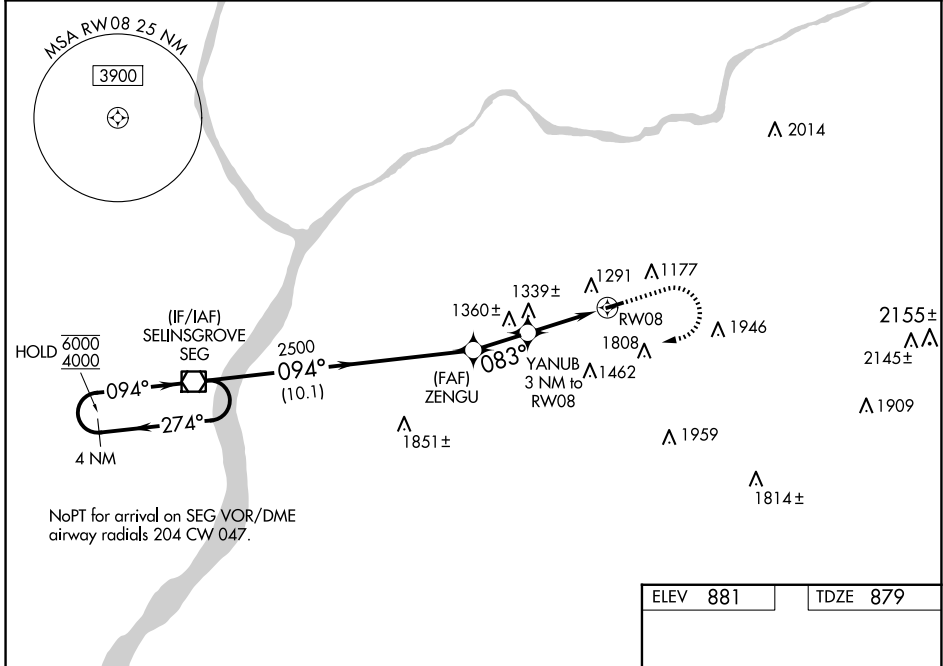 MSA RW08 25 NM
3900
2014
1291
1177
1339±
1360±
(IF/IAF)
SELINSGROVE
SEG
RW08
1946
2155±
2145±
HOLD 6000
4000
2500
094°
(10.1)
094°
274°
4 NM
(FAF)
ZENGU
083°
YANUB
3 NM to
RW08
1808
1462
1909
1851±
1959
1814±
NoPT for arrival on SEG VOR/DME
airway radials 204 CW 047.
ELEV 881
TDZE 879